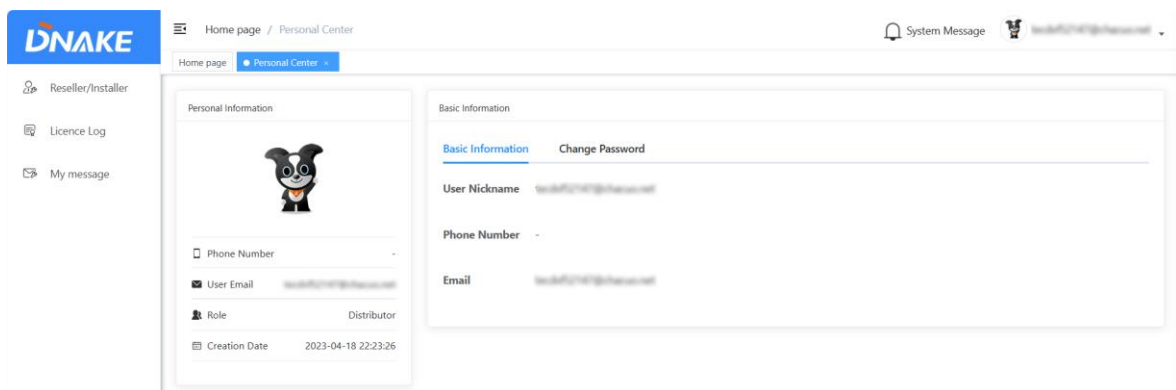 DNAKE
Home page / Personal Center
System Message
Home page
Personal Center ×
Reseller/Installer
Licence Log
My message
Personal Information
Phone Number -
User Email
Role Distributor
Creation Date 2023-04-18 22:23:26
Basic Information
Basic Information Change Password
User Nickname
Phone Number -
Email